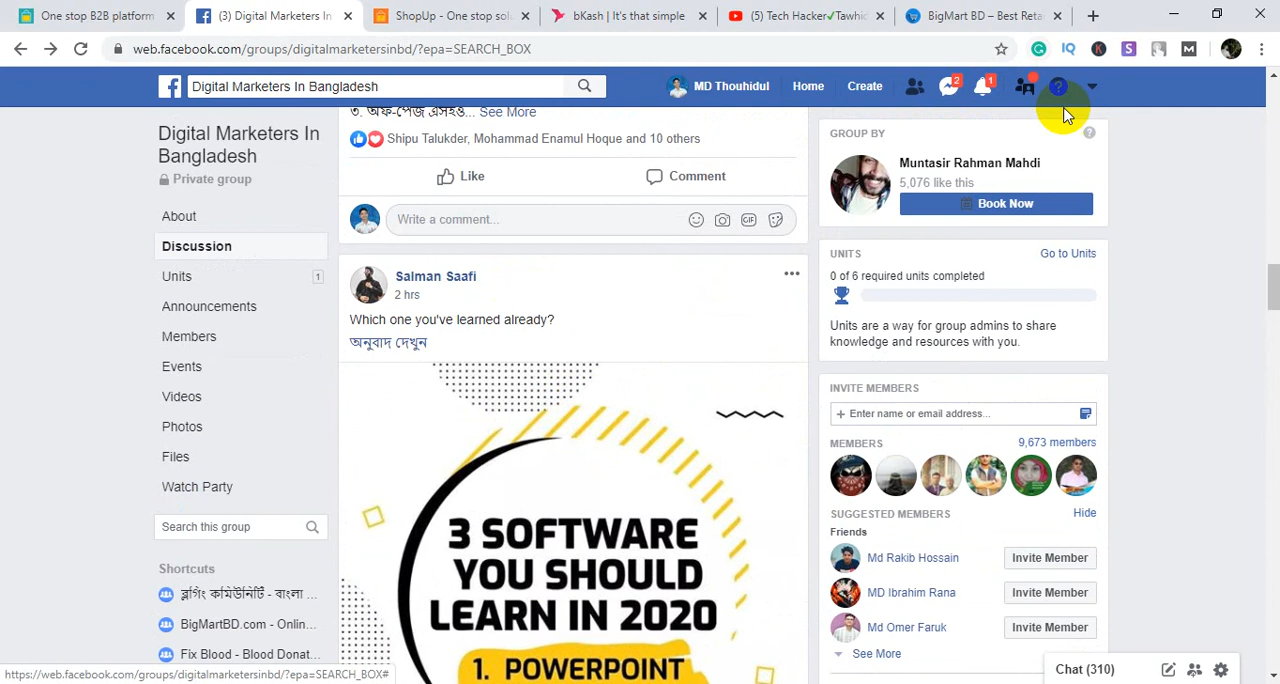 One stop B2B platform
(3) Digital Marketers In
ShopUp - One stop sol
bKash | It's that simple
(5) Tech Hacker✓Tawhid
BigMart BD – Best Reta
web.facebook.com/groups/digitalmarketersinbd/?epa=SEARCH_BOX
IQ
K
S
M
Digital Marketers In Bangladesh
MD Thouhidul
Home
Create
2
1
?
Digital Marketers In
Bangladesh
Private group
About
Discussion
Units
1
Announcements
Members
Events
Videos
Photos
Files
Watch Party
Search this group
Shortcuts
ব্লগিং কমিউনিটি - বাংলা ...
BigMartBD.com - Onlin...
Fix Blood - Blood Donat...
৩. অফ-পেজ এসইও... See More
Shipu Talukder, Mohammad Enamul Hoque and 10 others
Like
Comment
Write a comment...
GIF
Salman Saafi
2 hrs
Which one you've learned already?
অনুবাদ দেখুন
3 SOFTWARE
YOU SHOULD
LEARN IN 2020
1. POWERPOINT
GROUP BY
?
Muntasir Rahman Mahdi
5,076 like this
Book Now
UNITS
Go to Units
0 of 6 required units completed
Units are a way for group admins to share
knowledge and resources with you.
INVITE MEMBERS
+ Enter name or email address...
MEMBERS
9,673 members
SUGGESTED MEMBERS
Hide
Friends
Md Rakib Hossain
Invite Member
MD Ibrahim Rana
Invite Member
Md Omer Faruk
Invite Member
See More
Chat (310)
https://web.facebook.com/groups/digitalmarketersinbd/?epa=SEARCH_BOX#